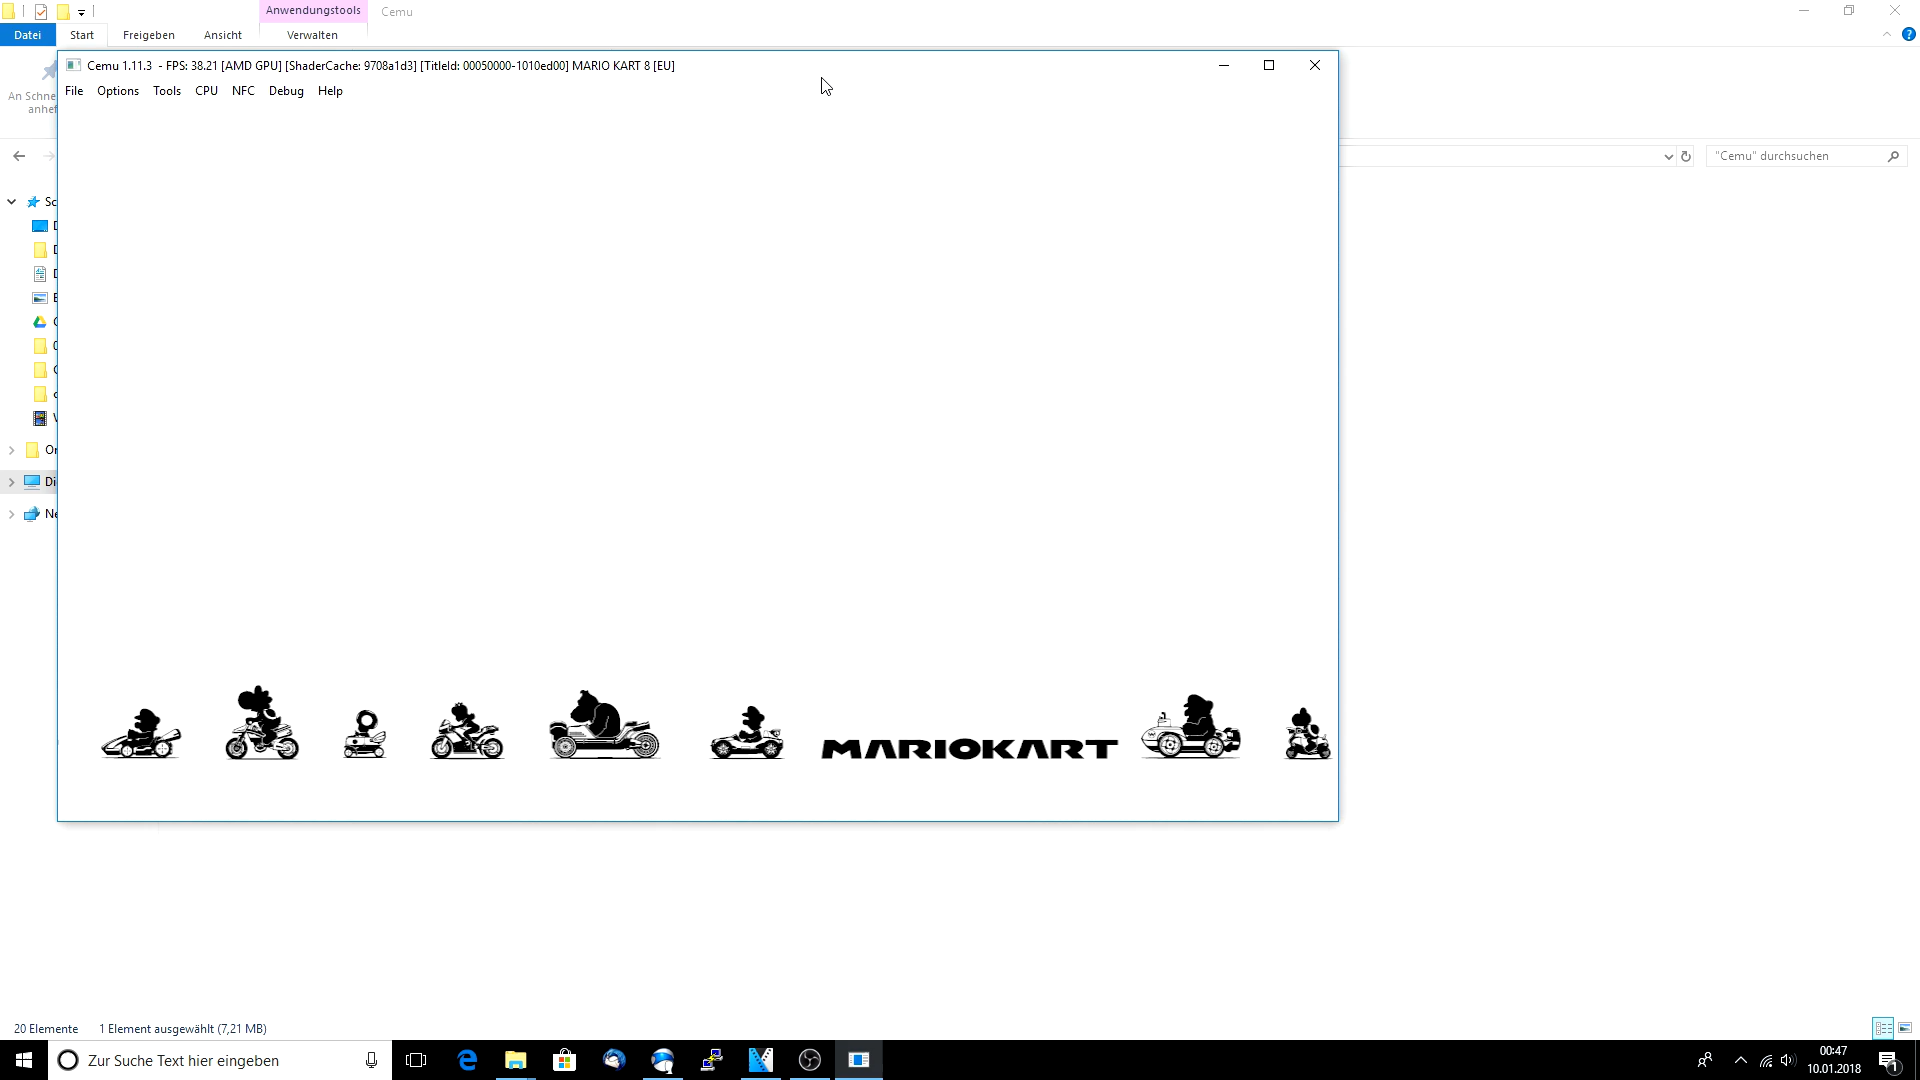 Anwendungstools
Cemu
Datei
Start
Freigeben
Ansicht
Verwalten
Cemu 1.11.3 - FPS: 38.21 [AMD GPU] [ShaderCache: 9708a1d3] [TitleId: 00050000-1010ed00] MARIO KART 8 [EU]
File
Options
Tools
CPU
NFC
Debug
Help
"Cemu" durchsuchen
MARIOKART
20 Elemente
1 Element ausgewählt (7,21 MB)
Zur Suche Text hier eingeben
00:47
10.01.2018
1